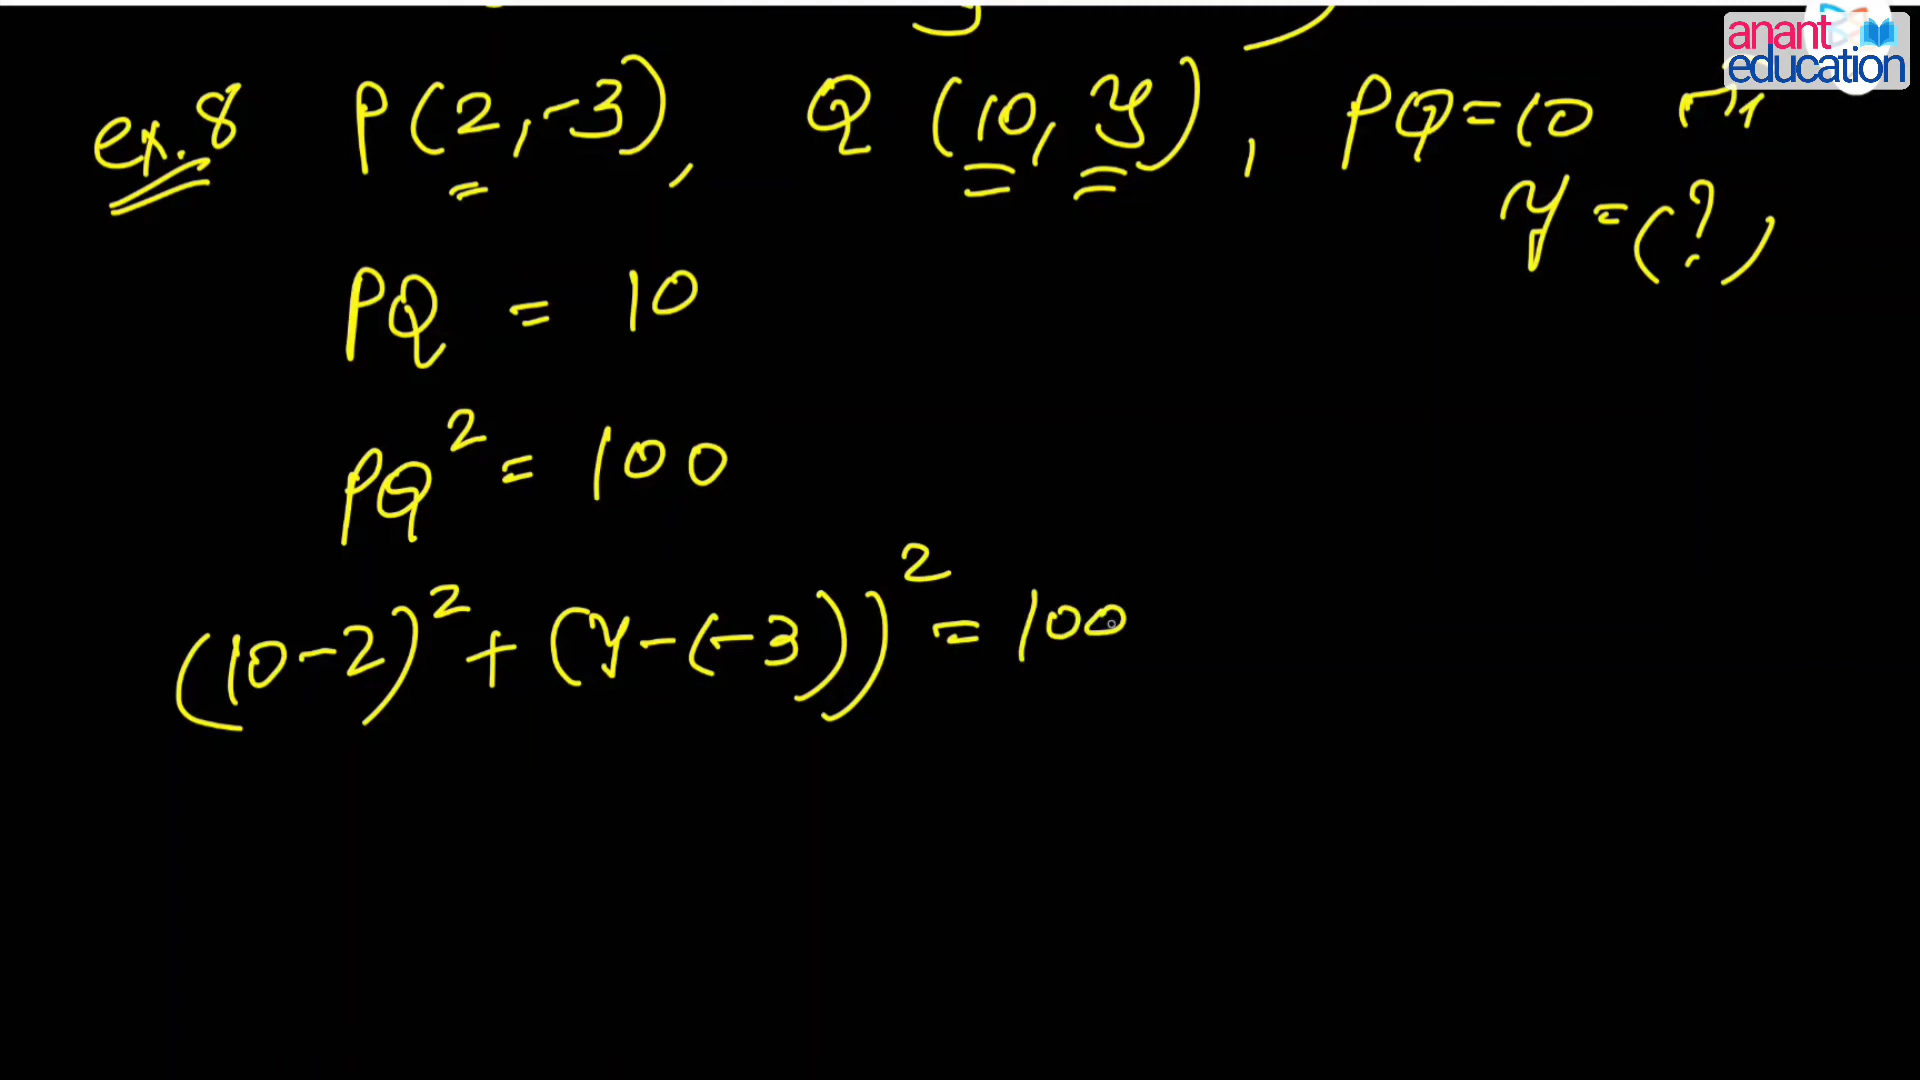 anant
education
ex.8 P(2,-3), Q (10, y), PQ=10
y = (?)
PQ = 10
PQ² = 100
(10-2)² + (y-(-3))² = 100